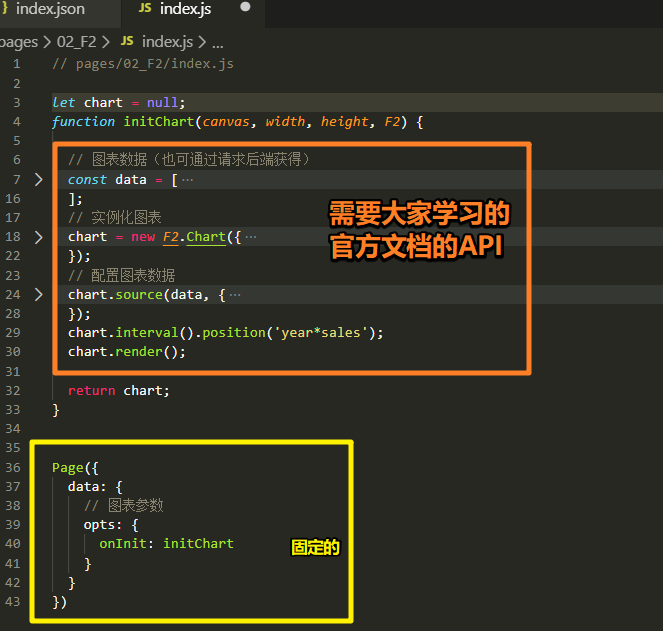 index.json
JS index.js
pages > 02_F2 > JS index.js > ...
1 // pages/02_F2/index.js
2
3 let chart = null;
4 function initChart(canvas, width, height, F2) {
5
6 // 图表数据（也可通过请求后端获得）
7 const data = [ ...
16 ];
17 // 实例化图表
18 chart = new F2.Chart({ ...
22 });
23 // 配置图表数据
24 chart.source(data, { ...
28 });
29 chart.interval().position('year*sales');
30 chart.render();
31
32 return chart;
33 }
34
35
36 Page({
37 data: {
38 // 图表参数
39 opts: {
40 onInit: initChart
41 }
42 }
43 })
需要大家学习的
官方文档的API
固定的